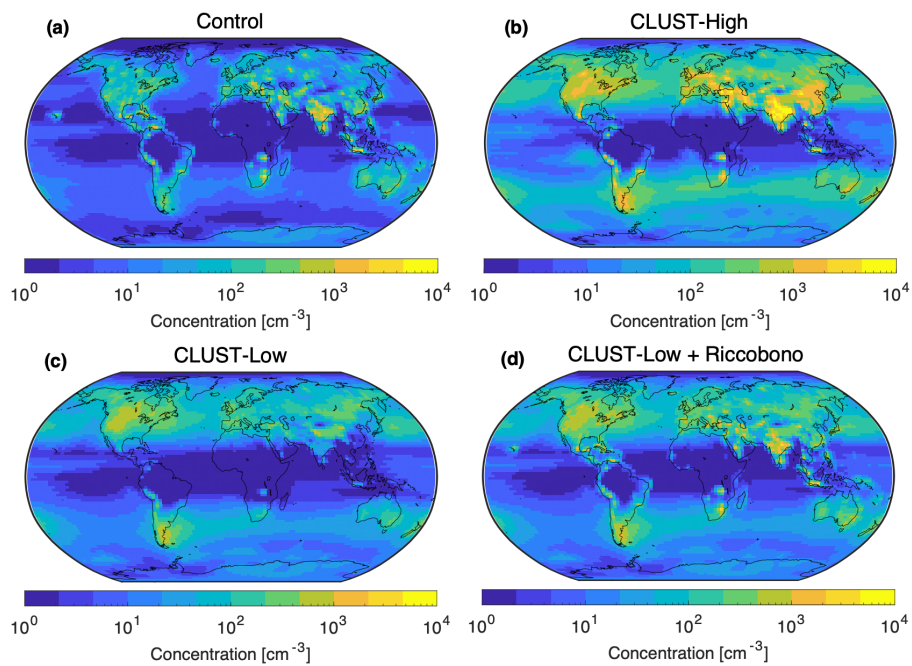 (a) Control
(b) CLUST-High
10^0 10^1 10^2 10^3 10^4
Concentration [cm^-3]
10^0 10^1 10^2 10^3 10^4
Concentration [cm^-3]
(c) CLUST-Low
(d) CLUST-Low + Riccobono
10^0 10^1 10^2 10^3 10^4
Concentration [cm^-3]
10^0 10^1 10^2 10^3 10^4
Concentration [cm^-3]